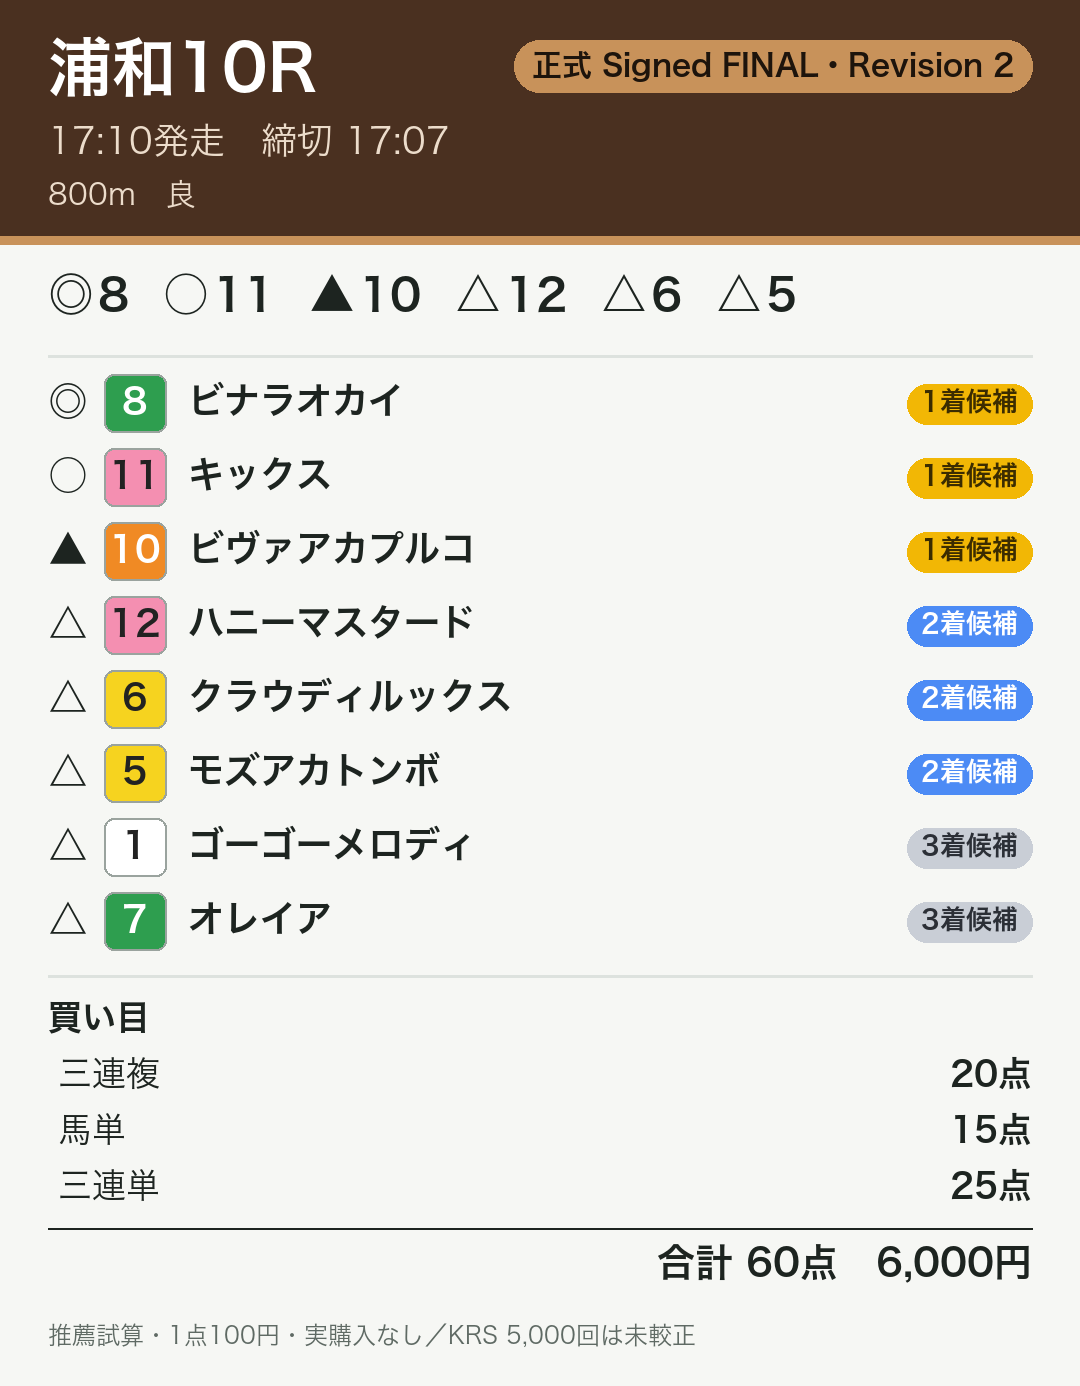 浦和10R
正式 Signed FINAL・Revision 2
17:10発走　締切 17:07
800m　良
◎8 ○11 ▲10 △12 △6 △5
◎ 8 ビナラオカイ 1着候補
○ 11 キックス 1着候補
▲ 10 ビヴァアカプルコ 1着候補
△ 12 ハニーマスタード 2着候補
△ 6 クラウディルックス 2着候補
△ 5 モズアカトンボ 2着候補
△ 1 ゴーゴーメロディ 3着候補
△ 7 オレイア 3着候補
買い目
三連複 20点
馬単 15点
三連単 25点
合計 60点　6,000円
推薦試算・1点100円・実購入なし／KRS 5,000回は未較正